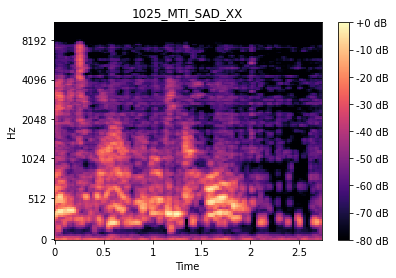 1025_MTI_SAD_XX
+0 dB
8192
-10 dB
4096
-20 dB
-30 dB
2048
Hz
-40 dB
1024
-50 dB
512
-60 dB
-70 dB
0
-80 dB
0
0.5
1
1.5
2
2.5
Time